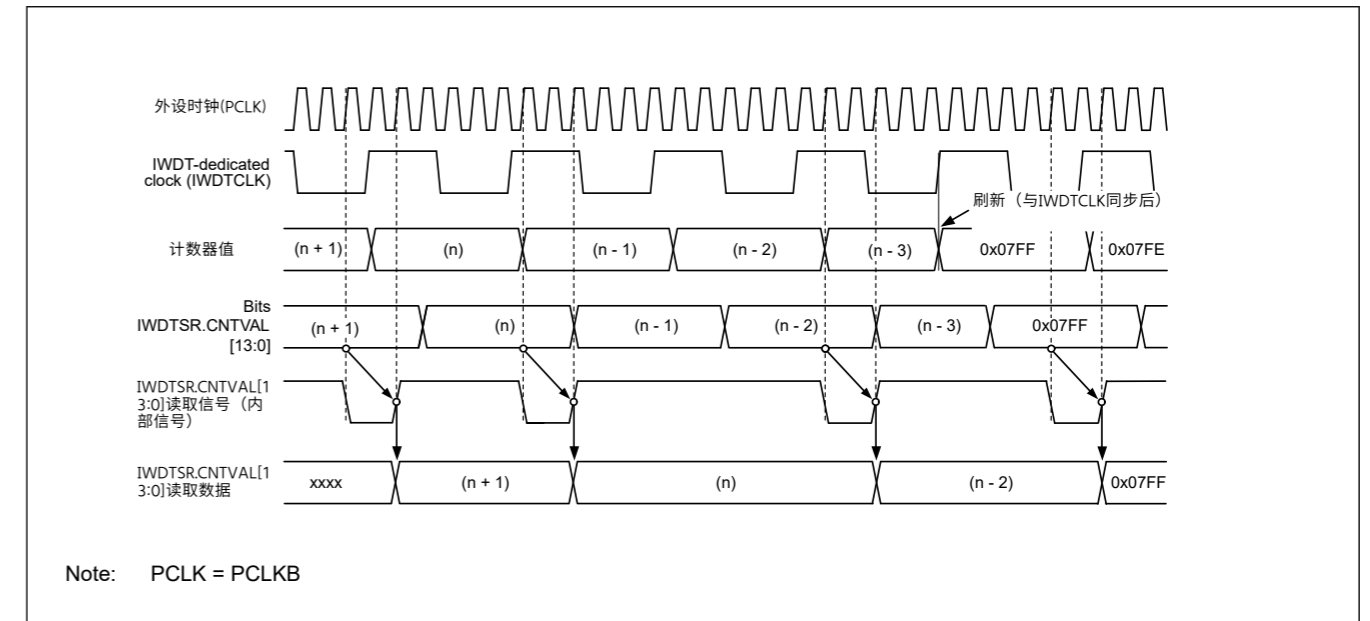 外设时钟(PCLK)
IWDT-dedicated
clock (IWDTCLK)
刷新（与IWDTCLK同步后）
计数器值
(n + 1)
(n)
(n - 1)
(n - 2)
(n - 3)
0x07FF
0x07FE
Bits
IWDTSR.CNTVAL
[13:0]
(n + 1)
(n)
(n - 1)
(n - 2)
(n - 3)
0x07FF
IWDTSR.CNTVAL[1
3:0]读取信号（内
部信号）
IWDTSR.CNTVAL[1
3:0]读取数据
xxxx
(n + 1)
(n)
(n - 2)
0x07FF
Note: PCLK = PCLKB